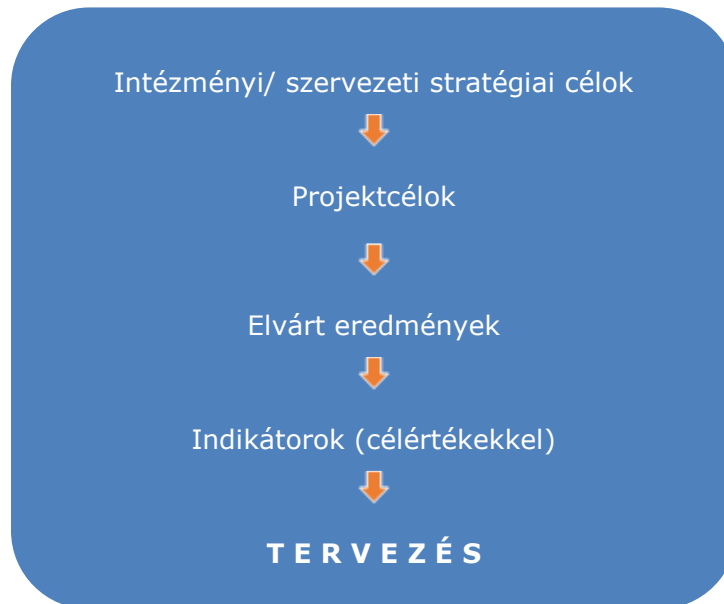 Intézményi/ szervezeti stratégiai célok
Projektcélok
Elvárt eredmények
Indikátorok (célértékekkel)
T E R V E Z É S